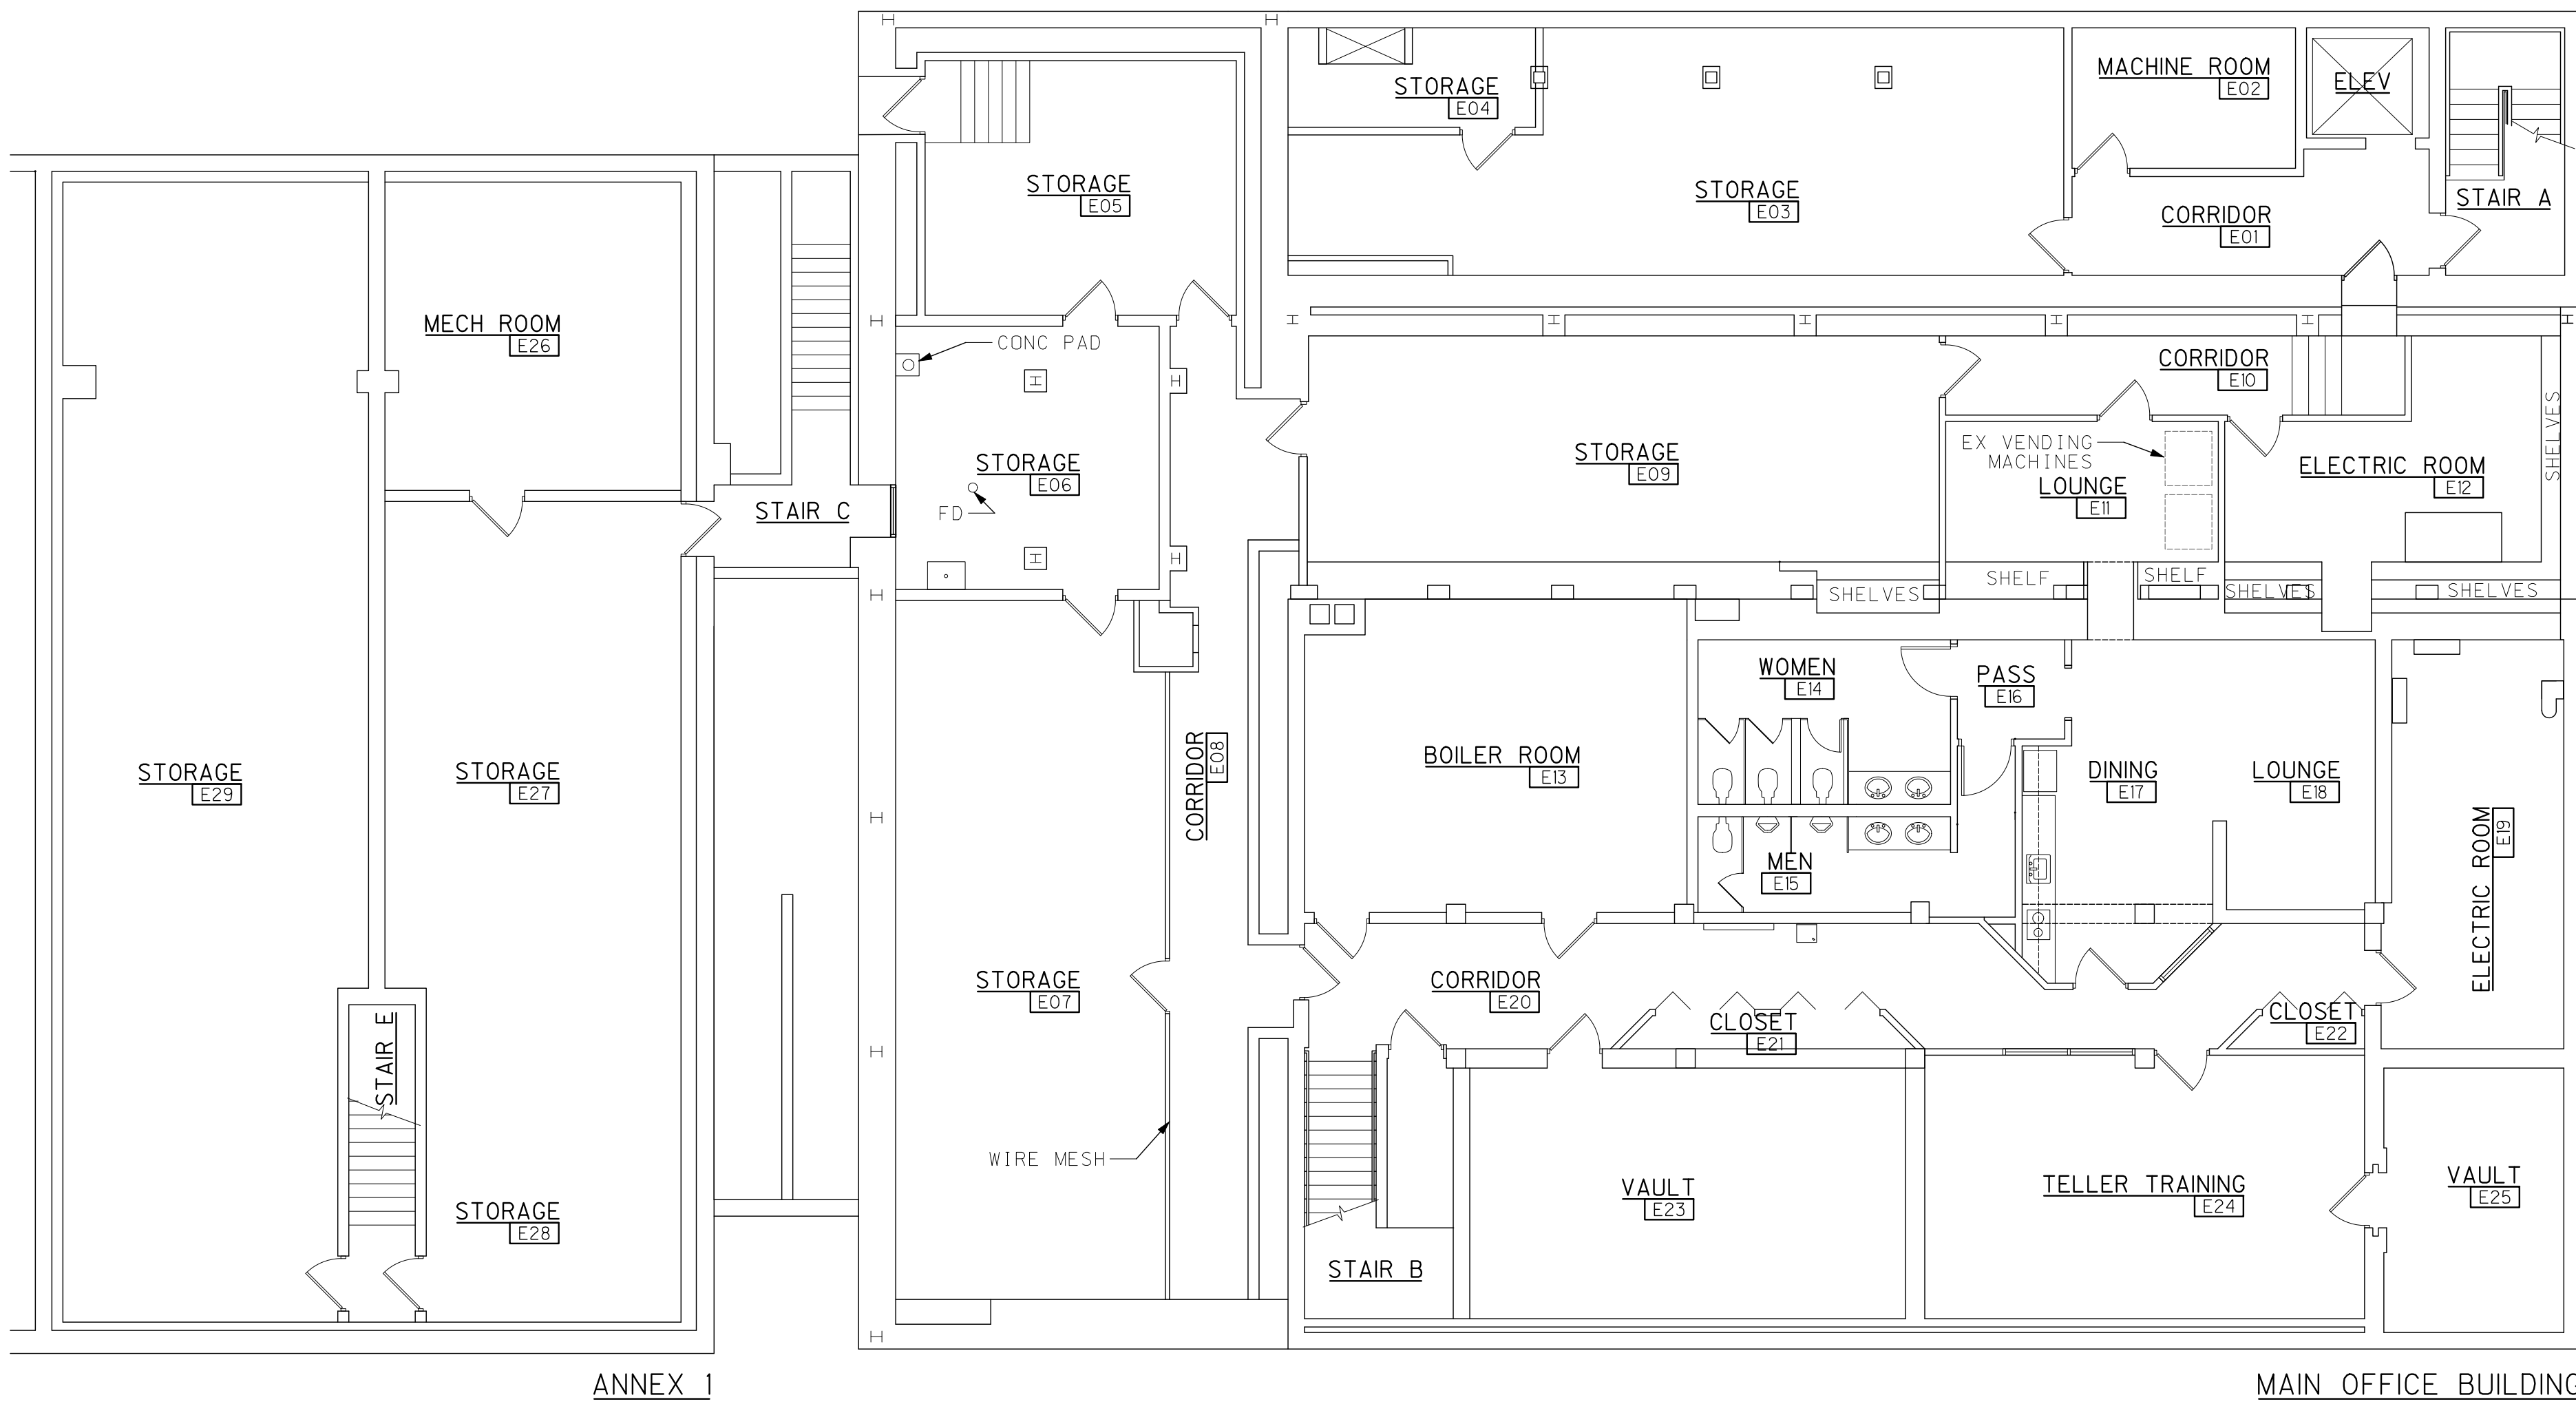 STORAGE
E04
MACHINE ROOM
E02
ELEV
STORAGE
E05
STORAGE
E03
STAIR A
CORRIDOR
E01
MECH ROOM
E26
CONC PAD
CORRIDOR
E10
SHELVES
STORAGE
E06
FD
STAIR C
STORAGE
E09
EX VENDING
MACHINES
LOUNGE
E11
ELECTRIC ROOM
E12
SHELVES
SHELF
SHELF
SHELVES
SHELVES
WOMEN
E14
PASS
E16
STORAGE
E29
STORAGE
E27
CORRIDOR
E08
BOILER ROOM
E13
DINING
E17
LOUNGE
E18
MEN
E15
ELECTRIC ROOM
E19
STORAGE
E07
CORRIDOR
E20
CLOSET
E21
CLOSET
E22
STAIR E
WIRE MESH
STORAGE
E28
VAULT
E23
TELLER TRAINING
E24
VAULT
E25
STAIR B
ANNEX 1
MAIN OFFICE BUILDING